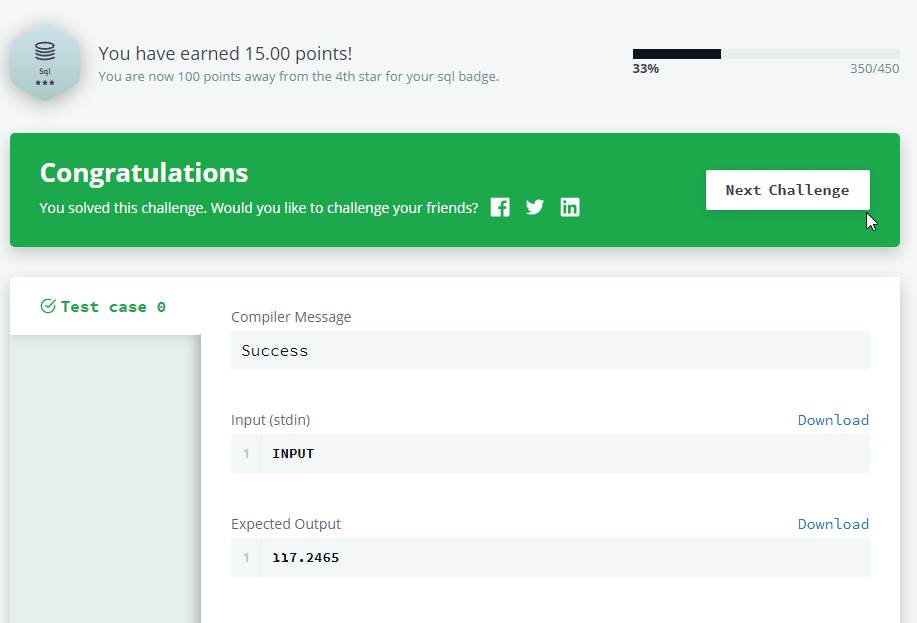 You have earned 15.00 points!
Sql
You are now 100 points away from the 4th star for your sql badge.
33%
350/450
Congratulations
You solved this challenge. Would you like to challenge your friends?
Next Challenge
Test case 0
Compiler Message
Success
Input (stdin)
Download
1 INPUT
Expected Output
Download
1 117.2465